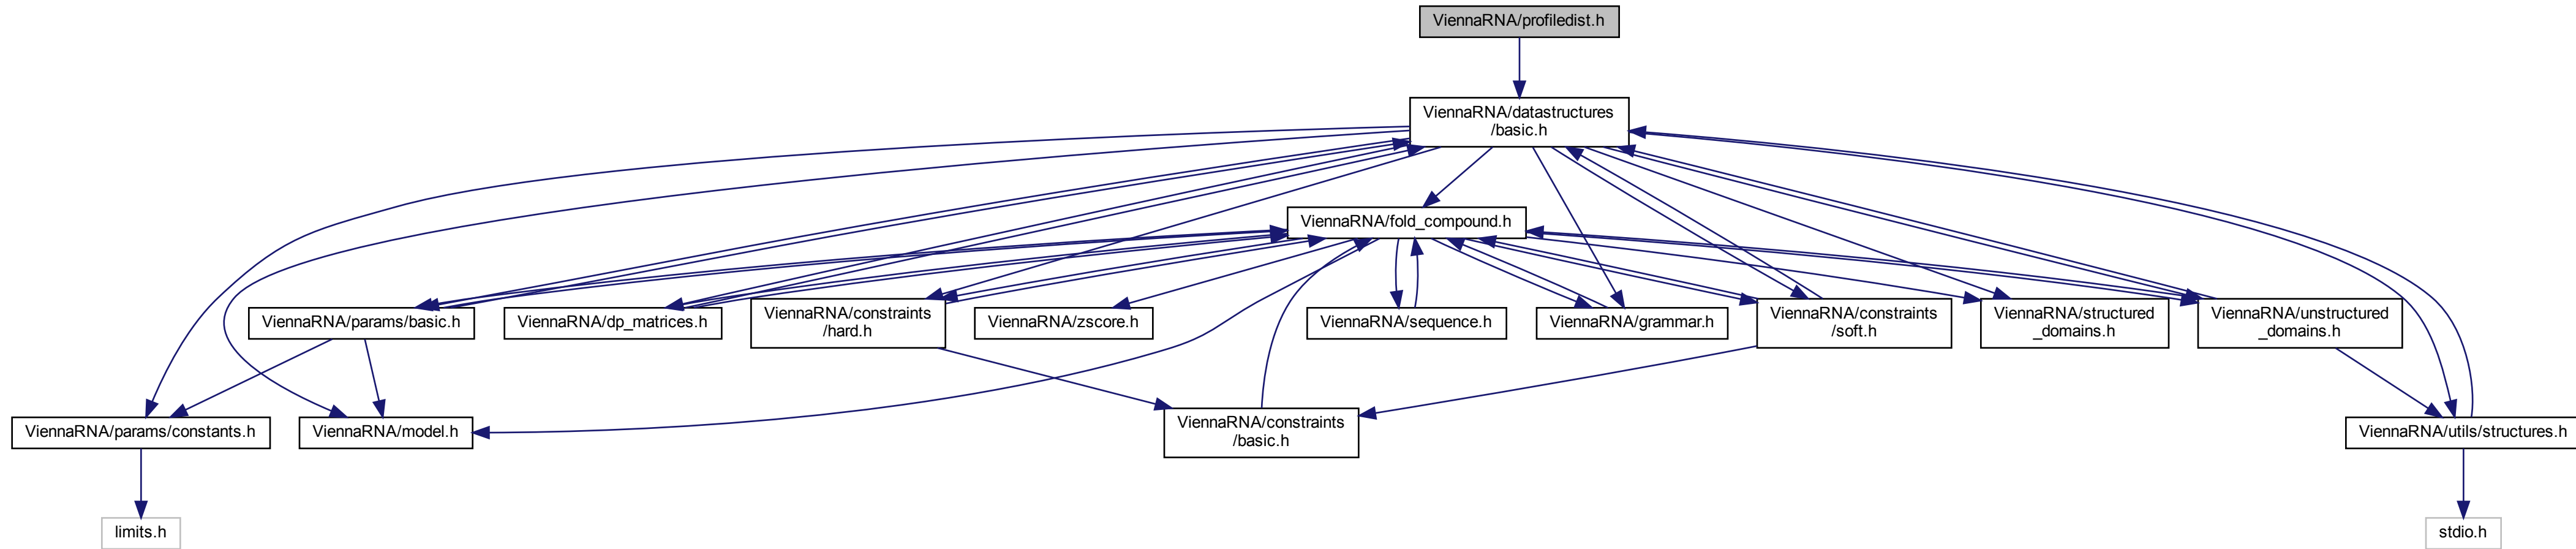 ViennaRNA/profiledist.h
ViennaRNA/datastructures
/basic.h
ViennaRNA/fold_compound.h
ViennaRNA/params/basic.h
ViennaRNA/dp_matrices.h
ViennaRNA/constraints
/hard.h
ViennaRNA/zscore.h
ViennaRNA/sequence.h
ViennaRNA/grammar.h
ViennaRNA/constraints
/soft.h
ViennaRNA/structured
_domains.h
ViennaRNA/unstructured
_domains.h
ViennaRNA/params/constants.h
ViennaRNA/model.h
ViennaRNA/constraints
/basic.h
ViennaRNA/utils/structures.h
limits.h
stdio.h